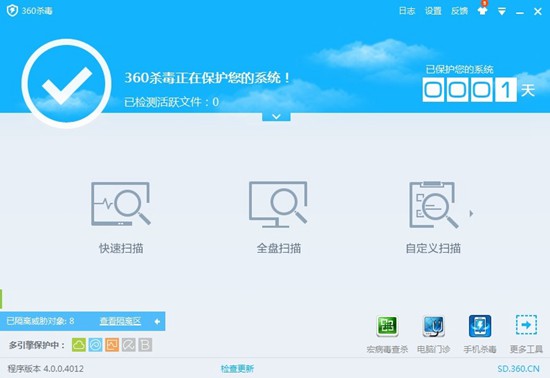 360杀毒
日志 设置 反馈
360杀毒正在保护您的系统！
已检测活跃文件：0
已保护您的系统
0001天
快速扫描
全盘扫描
自定义扫描
已隔离威胁对象: 8 查看隔离区
多引擎保护中：
宏病毒查杀
电脑门诊
手机杀毒
更多工具
程序版本 4.0.0.4012
检查更新
SD.360.CN